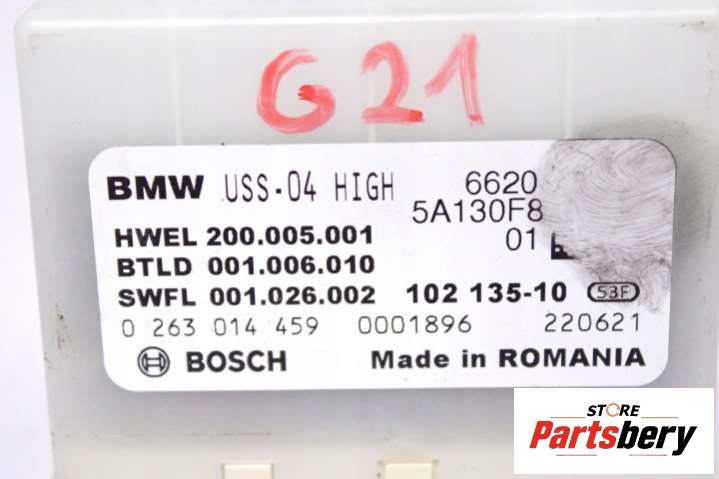 G21
BMW USS-04 HIGH 6620
5A130F8
HWEL 200.005.001 01
BTLD 001.006.010
SWFL 001.026.002 102 135-10 SBF
0 263 014 459 0001896 220621
BOSCH Made in ROMANIA
STORE
Partsbery